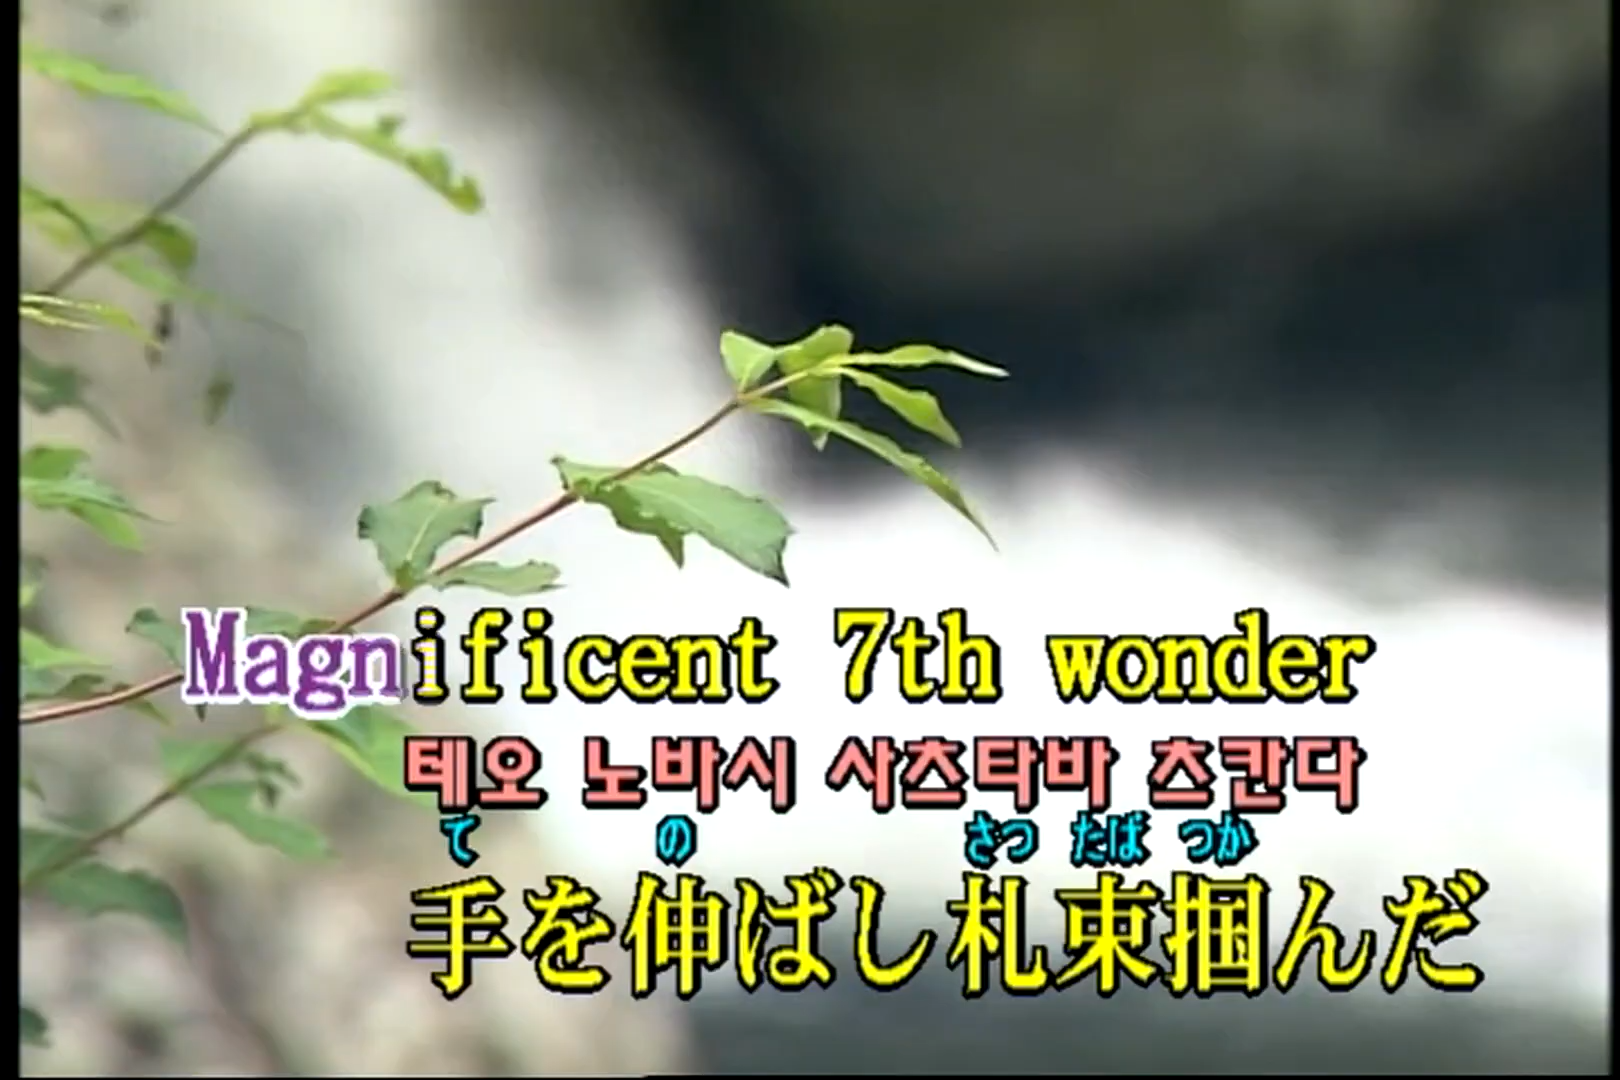 Magnificent 7th wonder
테오 노바시 사츠타바 츠칸다
て の さつ たば つか
手を伸ばし札束掴んだ